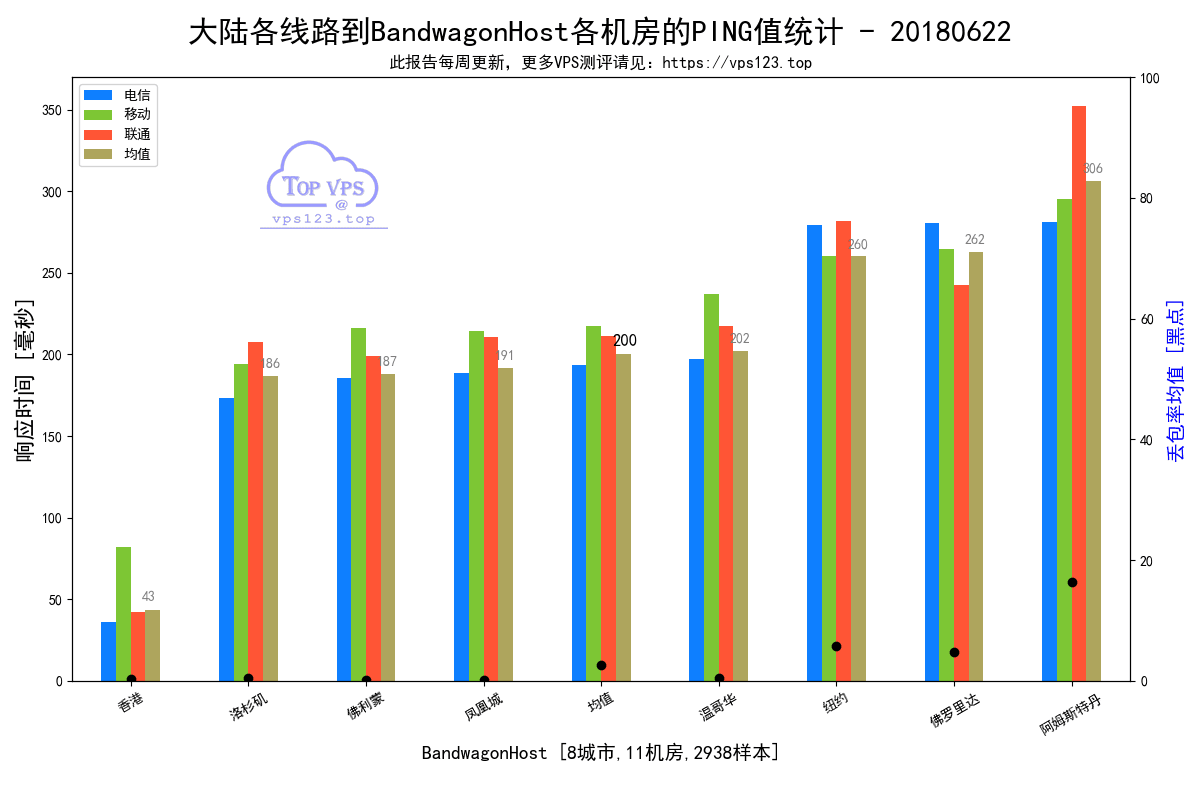 大陆各线路到BandwagonHost各机房的PING值统计 - 20180622
此报告每周更新，更多VPS测评请见：https://vps123.top
电信
移动
联通
均值
TOP VPS
@
vps123.top
响应时间 [毫秒]
350
300
250
200
150
100
50
0
43
186
187
191
200
202
260
262
306
100
80
60
40
20
0
丢包率均值 [黑点]
香港
洛杉矶
佛利蒙
凤凰城
均值
温哥华
纽约
佛罗里达
阿姆斯特丹
BandwagonHost [8城市,11机房,2938样本]